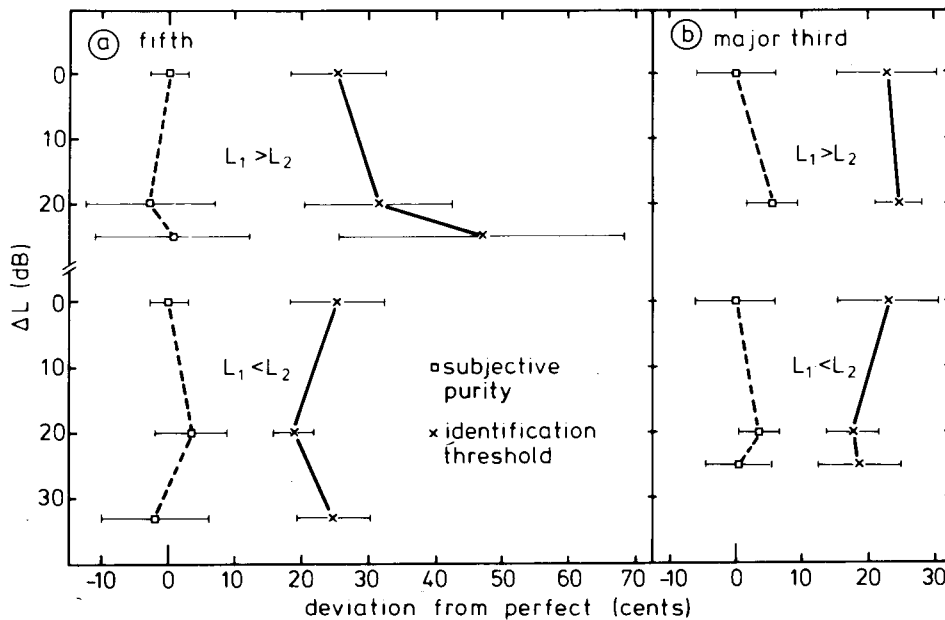 a fifth
b major third
0
10
20
L1 > L2
L1 > L2
ΔL (dB)
0
10
20
30
L1 < L2
L1 < L2
subjective
purity
identification
threshold
-10 0 10 20 30 40 50 60 70
-10 0 10 20 30
deviation from perfect (cents)